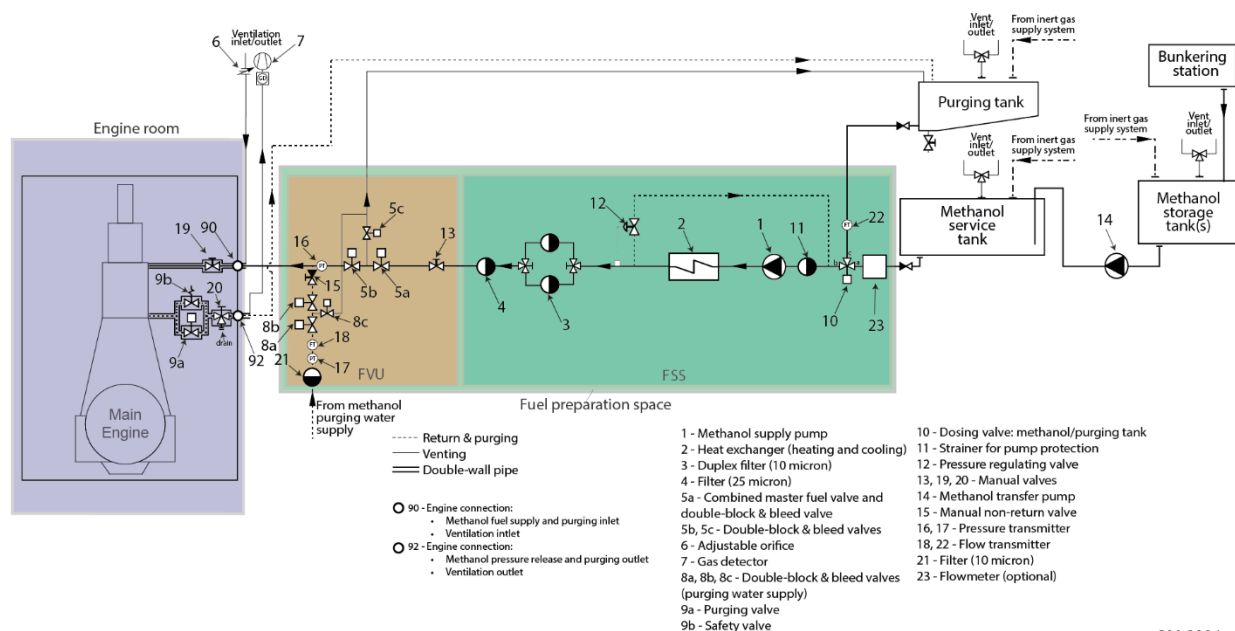 6
Ventilation
inlet/outlet
7
GD
Vent
inlet/
outlet
From inert gas
supply system
Bunkering
station
Engine room
Purging tank
From inert gas
supply system
Vent
inlet/
outlet
Vent
inlet/
outlet
From inert gas
supply system
From inert gas
supply system
5c
12
22
FT
Methanol
service
tank
Methanol
storage
tank(s)
14
19
90
16
PT
13
2
1
11
9b
20
15
5b
5a
4
3
10
23
8b
8a
8c
drain
92
9a
18
FT
17
PT
21
FVU
FSS
Main
Engine
From methanol
purging water
supply
Fuel preparation space
Return & purging
Venting
Double-wall pipe
90 - Engine connection:
• Methanol fuel supply and purging inlet
• Ventilation intlet
92 - Engine connection:
• Methanol pressure release and purging outlet
• Ventilation outlet
1 - Methanol supply pump
2 - Heat exchanger (heating and cooling)
3 - Duplex filter (10 micron)
4 - Filter (25 micron)
5a - Combined master fuel valve and
double-block & bleed valve
5b, 5c - Double-block & bleed valves
6 - Adjustable orifice
7 - Gas detector
8a, 8b, 8c - Double-block & bleed valves
(purging water supply)
9a - Purging valve
9b - Safety valve
10 - Dosing valve: methanol/purging tank
11 - Strainer for pump protection
12 - Pressure regulating valve
13, 19, 20 - Manual valves
14 - Methanol transfer pump
15 - Manual non-return valve
16, 17 - Pressure transmitter
18, 22 - Flow transmitter
21 - Filter (10 micron)
23 - Flowmeter (optional)